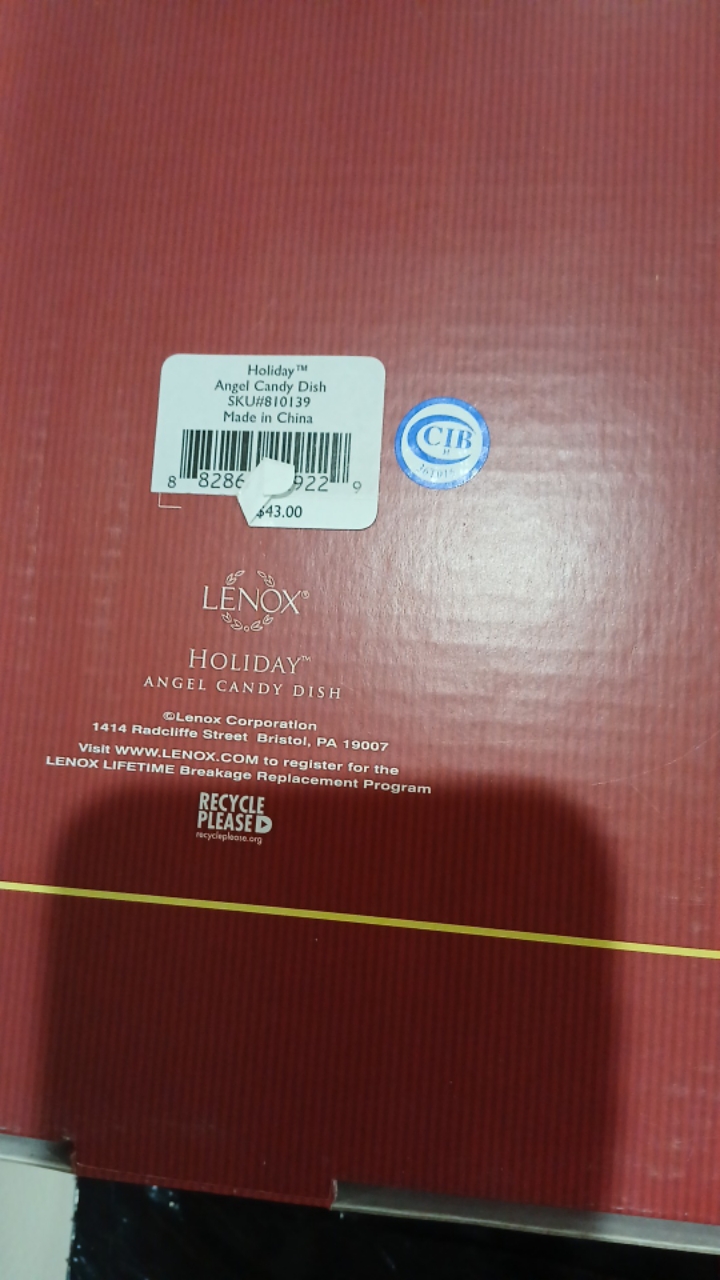 Holiday™
Angel Candy Dish
SKU#810139
Made in China
8 8286 922 9
$43.00
CIB
LENOX®
HOLIDAY™
ANGEL CANDY DISH
©Lenox Corporation
1414 Radcliffe Street Bristol, PA 19007
Visit WWW.LENOX.COM to register for the
LENOX LIFETIME Breakage Replacement Program
RECYCLE
PLEASE
recycleplease.org